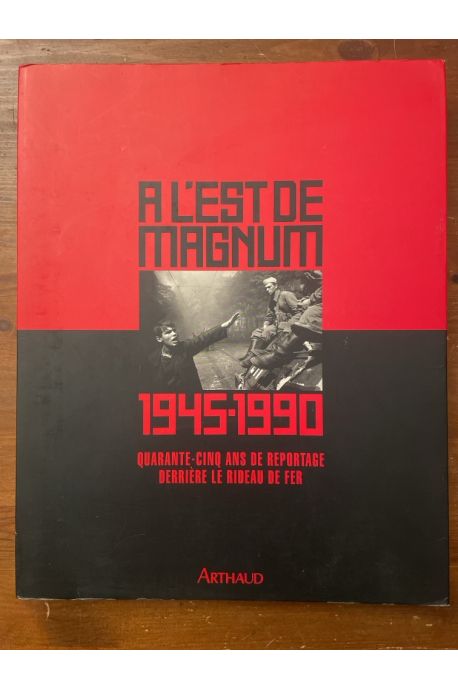 A L'EST DE
MAGNUM
1945-1990
QUARANTE-CINQ ANS DE REPORTAGE
DERRIÈRE LE RIDEAU DE FER
ARTHAUD